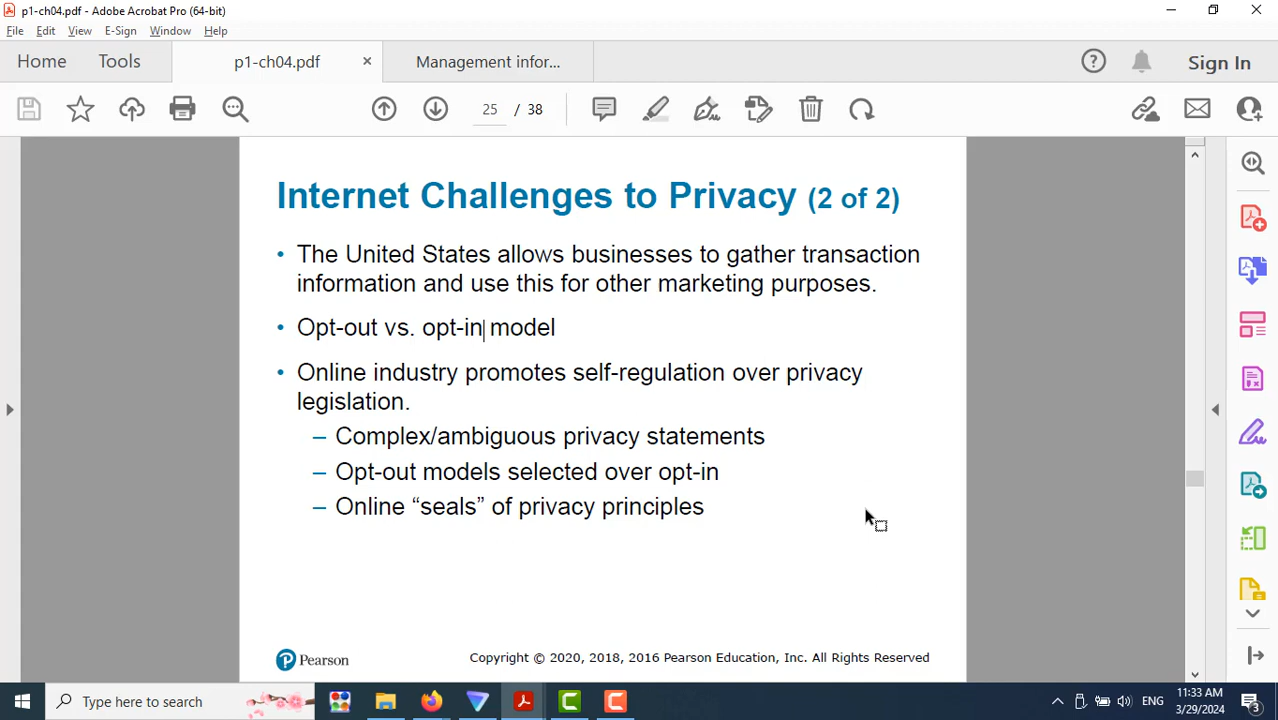 p1-ch04.pdf - Adobe Acrobat Pro (64-bit)
File Edit View E-Sign Window Help
Home Tools p1-ch04.pdf × Management infor... Sign In
25 / 38
Internet Challenges to Privacy (2 of 2)
• The United States allows businesses to gather transaction
information and use this for other marketing purposes.
• Opt-out vs. opt-in model
• Online industry promotes self-regulation over privacy
legislation.
– Complex/ambiguous privacy statements
– Opt-out models selected over opt-in
– Online “seals” of privacy principles
Pearson
Copyright © 2020, 2018, 2016 Pearson Education, Inc. All Rights Reserved
Type here to search
ENG
11:33 AM
3/29/2024
3